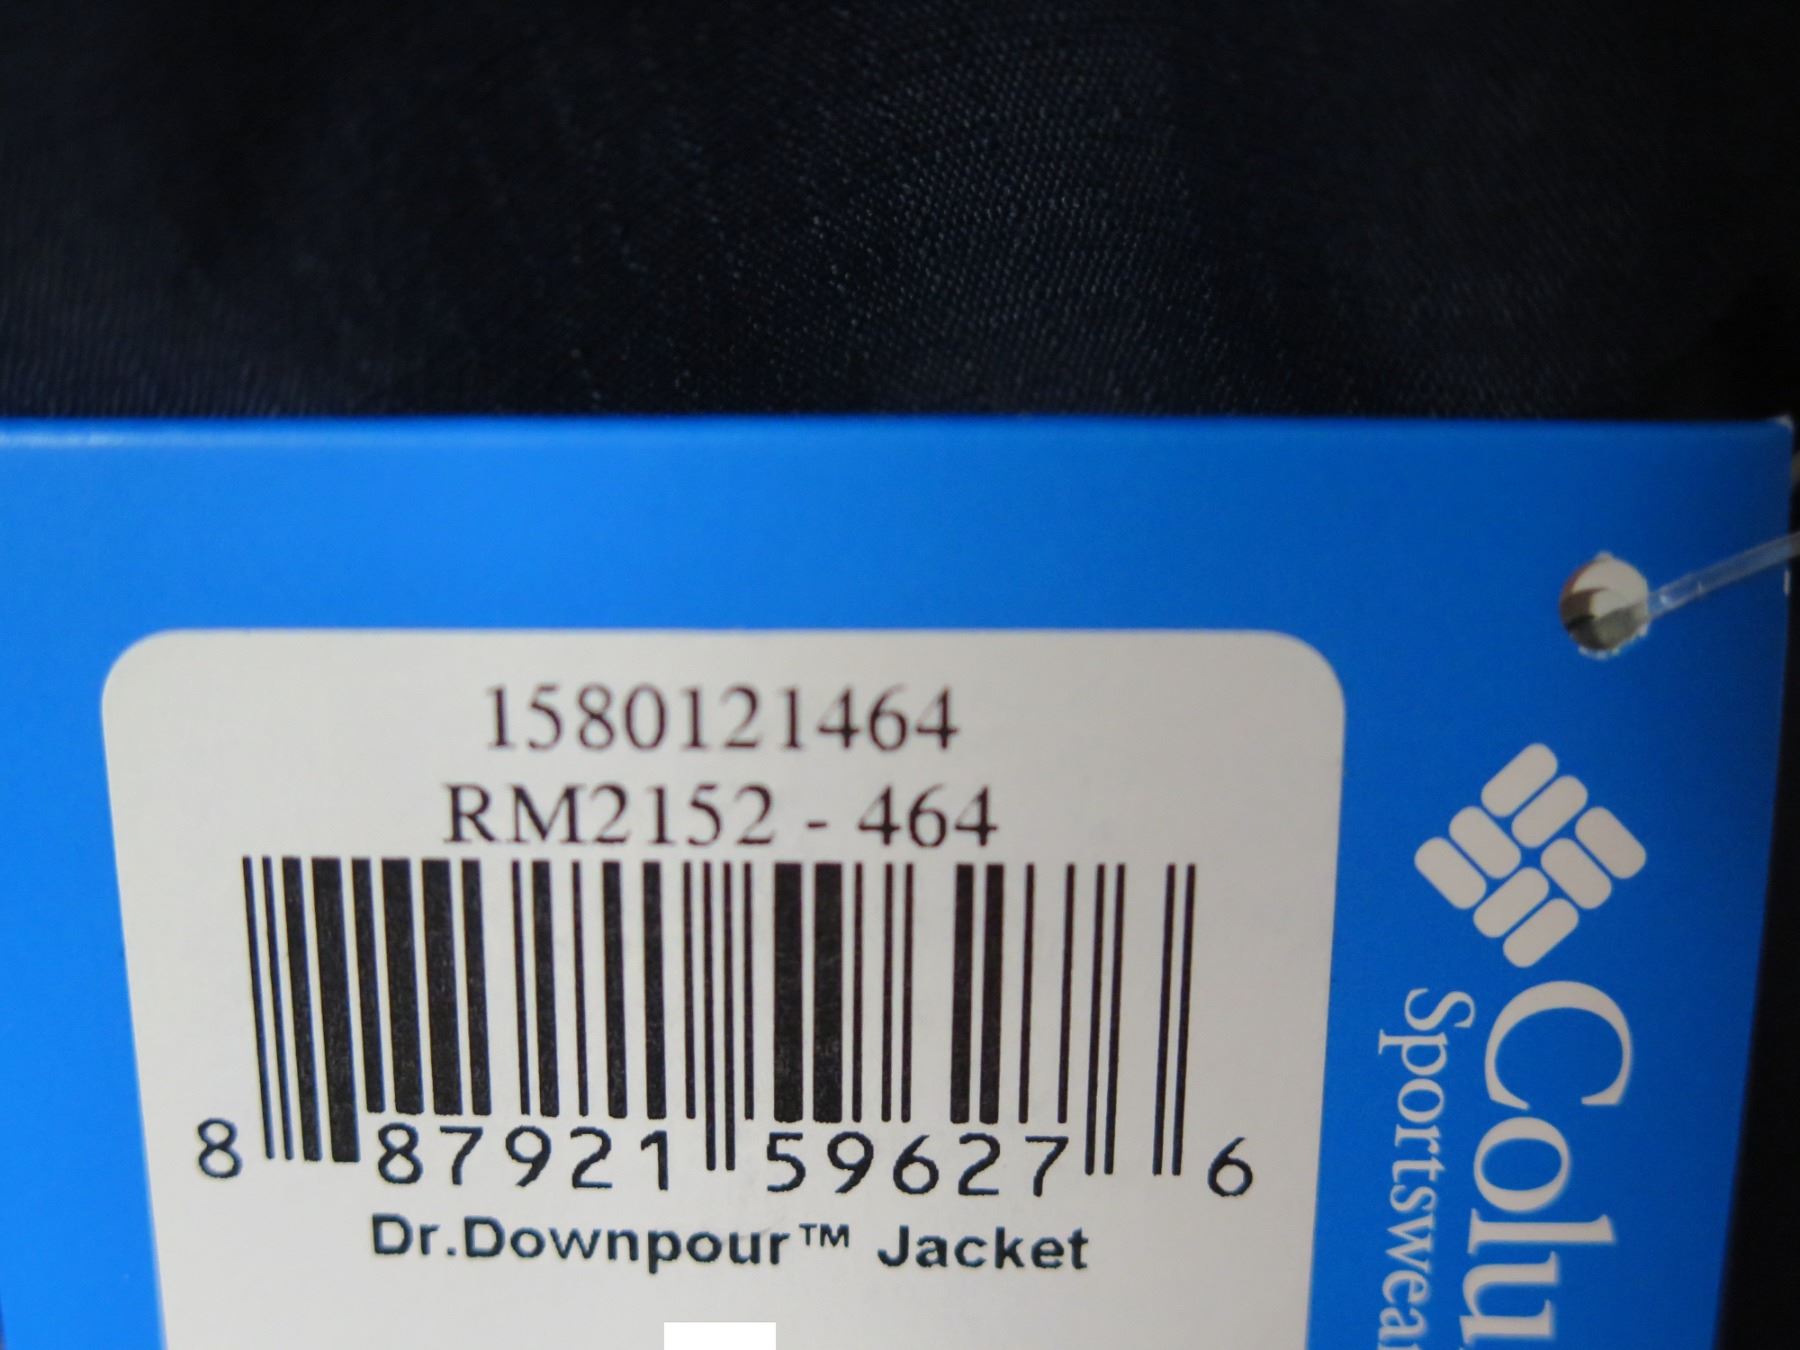 1580121464
RM2152 - 464
8 87921 59627 6
Dr.Downpour™ Jacket
Colu
Sportswea